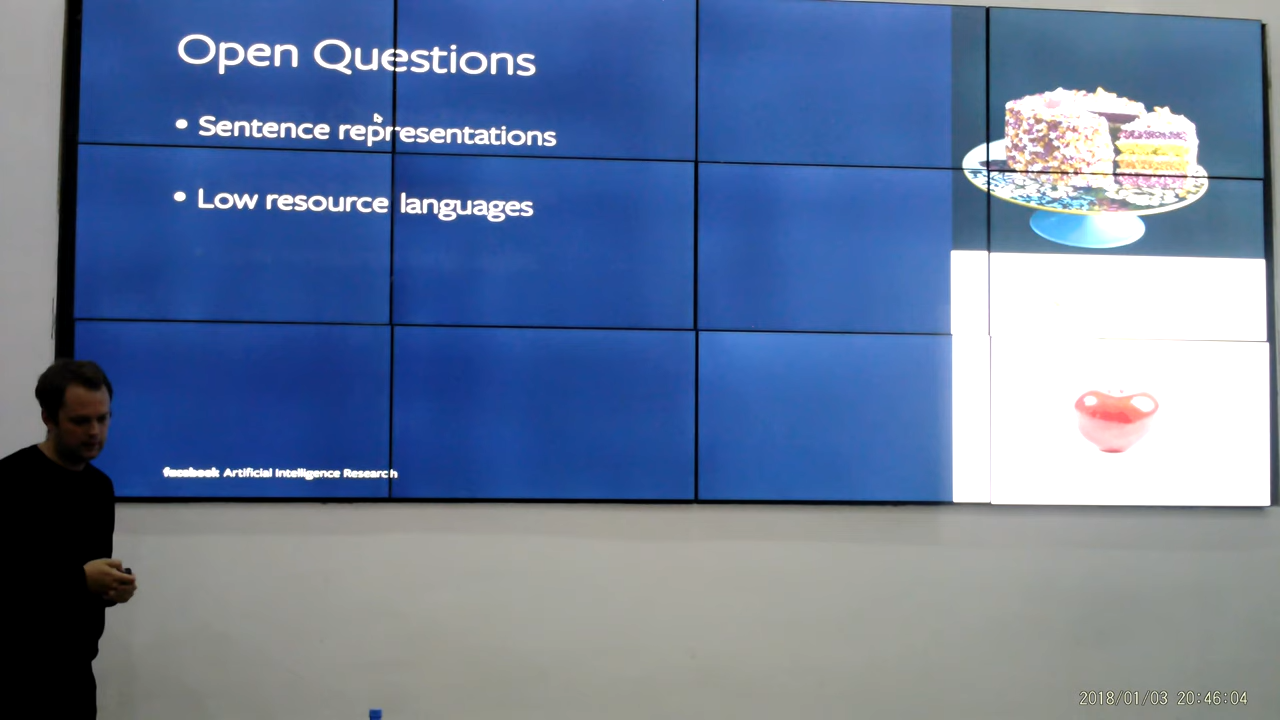 Open Questions
• Sentence representations
• Low resource languages
facebook Artificial Intelligence Research
2018/01/03 20:46:04